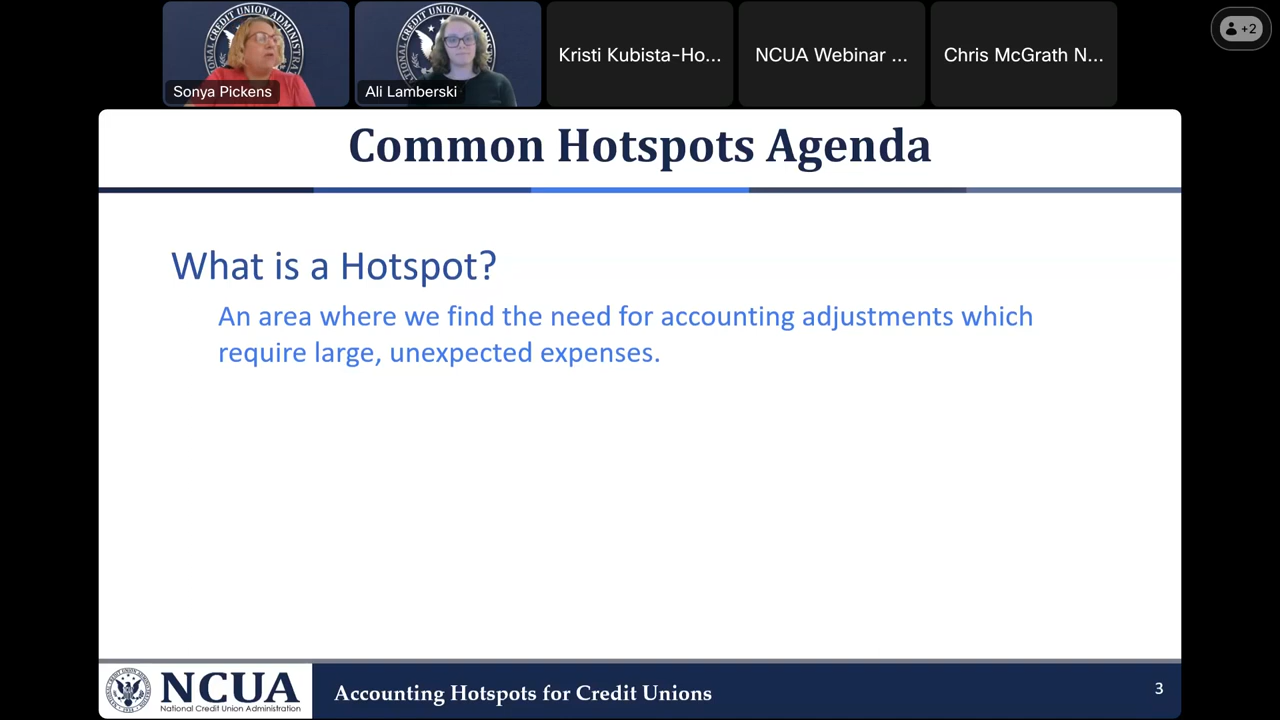 Sonya Pickens
Ali Lamberski
Kristi Kubista-Ho...
NCUA Webinar ...
Chris McGrath N...
+2
Common Hotspots Agenda
What is a Hotspot?
An area where we find the need for accounting adjustments which
require large, unexpected expenses.
NCUA
National Credit Union Administration
Accounting Hotspots for Credit Unions
3